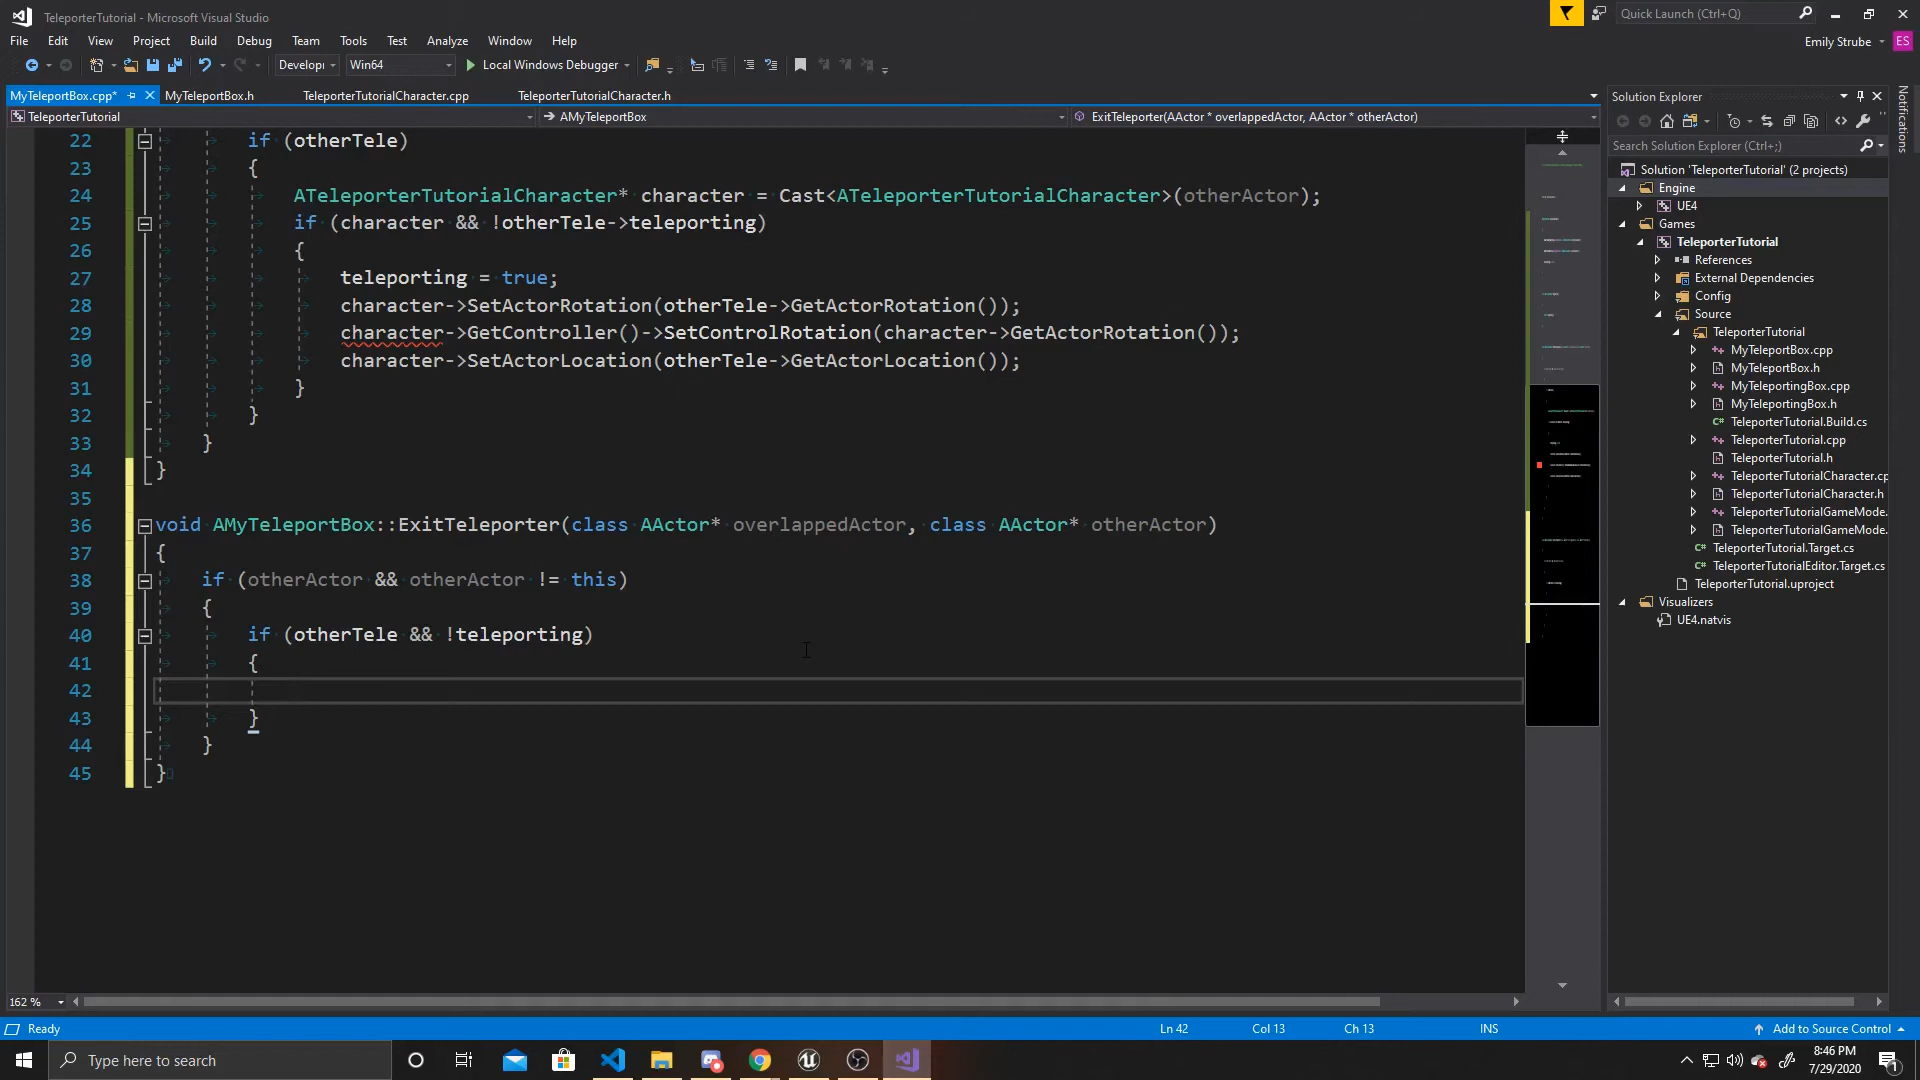 TeleporterTutorial - Microsoft Visual Studio
Quick Launch (Ctrl+Q)
File Edit View Project Build Debug Team Tools Test Analyze Window Help
Emily Strube ES
Develop Win64 Local Windows Debugger
MyTeleportBox.cpp* MyTeleportBox.h TeleporterTutorialCharacter.cpp TeleporterTutorialCharacter.h
TeleporterTutorial AMyTeleportBox ExitTeleporter(AActor * overlappedActor, AActor * otherActor)
22 if (otherTele)
23 {
24 ATeleporterTutorialCharacter* character = Cast<ATeleporterTutorialCharacter>(otherActor);
25 if (character && !otherTele->teleporting)
26 {
27 teleporting = true;
28 character->SetActorRotation(otherTele->GetActorRotation());
29 character->GetController()->SetControlRotation(character->GetActorRotation());
30 character->SetActorLocation(otherTele->GetActorLocation());
31 }
32 }
33 }
34 }
35
36 void AMyTeleportBox::ExitTeleporter(class AActor* overlappedActor, class AActor* otherActor)
37 {
38 if (otherActor && otherActor != this)
39 {
40 if (otherTele && !teleporting)
41 {
42
43 }
44 }
45 }
162 %
Solution Explorer
Search Solution Explorer (Ctrl+;)
Solution 'TeleporterTutorial' (2 projects)
Engine
UE4
Games
TeleporterTutorial
References
External Dependencies
Config
Source
TeleporterTutorial
MyTeleportBox.cpp
MyTeleportBox.h
MyTeleportingBox.cpp
MyTeleportingBox.h
TeleporterTutorial.Build.cs
TeleporterTutorial.cpp
TeleporterTutorial.h
TeleporterTutorialCharacter.cp
TeleporterTutorialCharacter.h
TeleporterTutorialGameMode.
TeleporterTutorialGameMode.
TeleporterTutorial.Target.cs
TeleporterTutorialEditor.Target.cs
TeleporterTutorial.uproject
Visualizers
UE4.natvis
Notifications
Ready Ln 42 Col 13 Ch 13 INS Add to Source Control
Type here to search
8:46 PM
7/29/2020
1